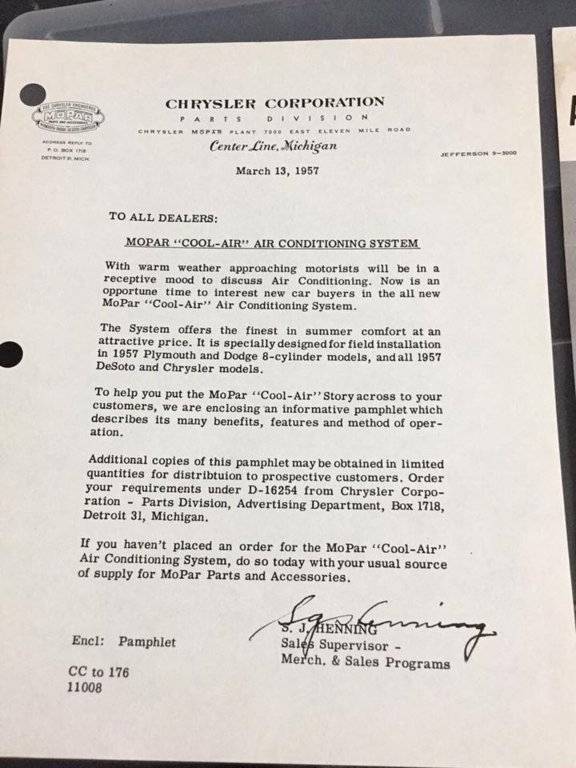 CHRYSLER CORPORATION
PARTS DIVISION
CHRYSLER MOPAR PLANT 7000 EAST ELEVEN MILE ROAD
Center Line, Michigan
MOPAR
ADDRESS REPLY TO
P. O. BOX 1718
DETROIT 31, MICH.
JEFFERSON 9-5000
March 13, 1957
TO ALL DEALERS:
MOPAR "COOL-AIR" AIR CONDITIONING SYSTEM
With warm weather approaching motorists will be in a
receptive mood to discuss Air Conditioning. Now is an
opportune time to interest new car buyers in the all new
MoPar "Cool-Air" Air Conditioning System.
The System offers the finest in summer comfort at an
attractive price. It is specially designed for field installation
in 1957 Plymouth and Dodge 8-cylinder models, and all 1957
DeSoto and Chrysler models.
To help you put the MoPar "Cool-Air" Story across to your
customers, we are enclosing an informative pamphlet which
describes its many benefits, features and method of oper-
ation.
Additional copies of this pamphlet may be obtained in limited
quantities for distribtuion to prospective customers. Order
your requirements under D-16254 from Chrysler Corpo-
ration - Parts Division, Advertising Department, Box 1718,
Detroit 31, Michigan.
If you haven't placed an order for the MoPar "Cool-Air"
Air Conditioning System, do so today with your usual source
of supply for MoPar Parts and Accessories.
S. J. Henning
S. J. HENNING
Sales Supervisor -
Merch. & Sales Programs
Encl: Pamphlet
CC to 176
11008